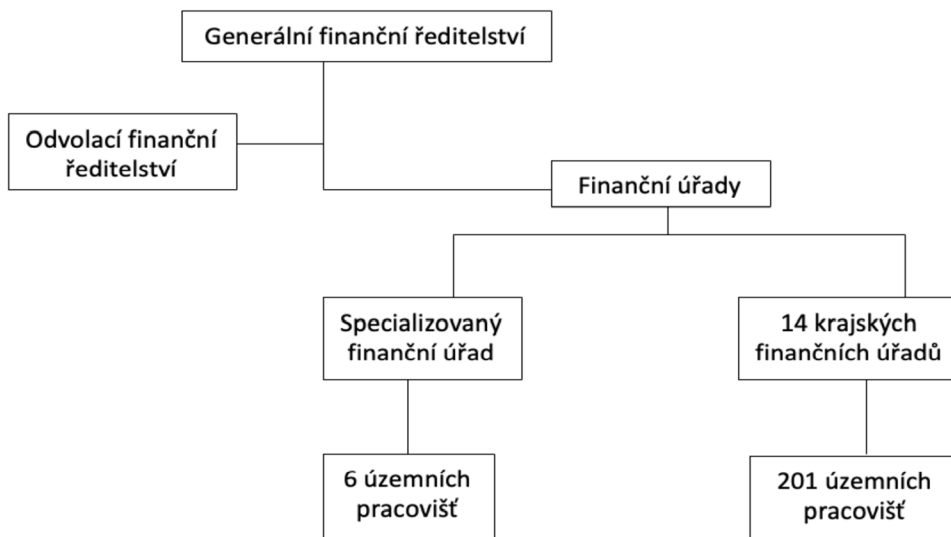 Generální finanční ředitelství
Odvolací finanční
ředitelství
Finanční úřady
Specializovaný
finanční úřad
14 krajských
finančních úřadů
6 územních
pracovišť
201 územních
pracovišť